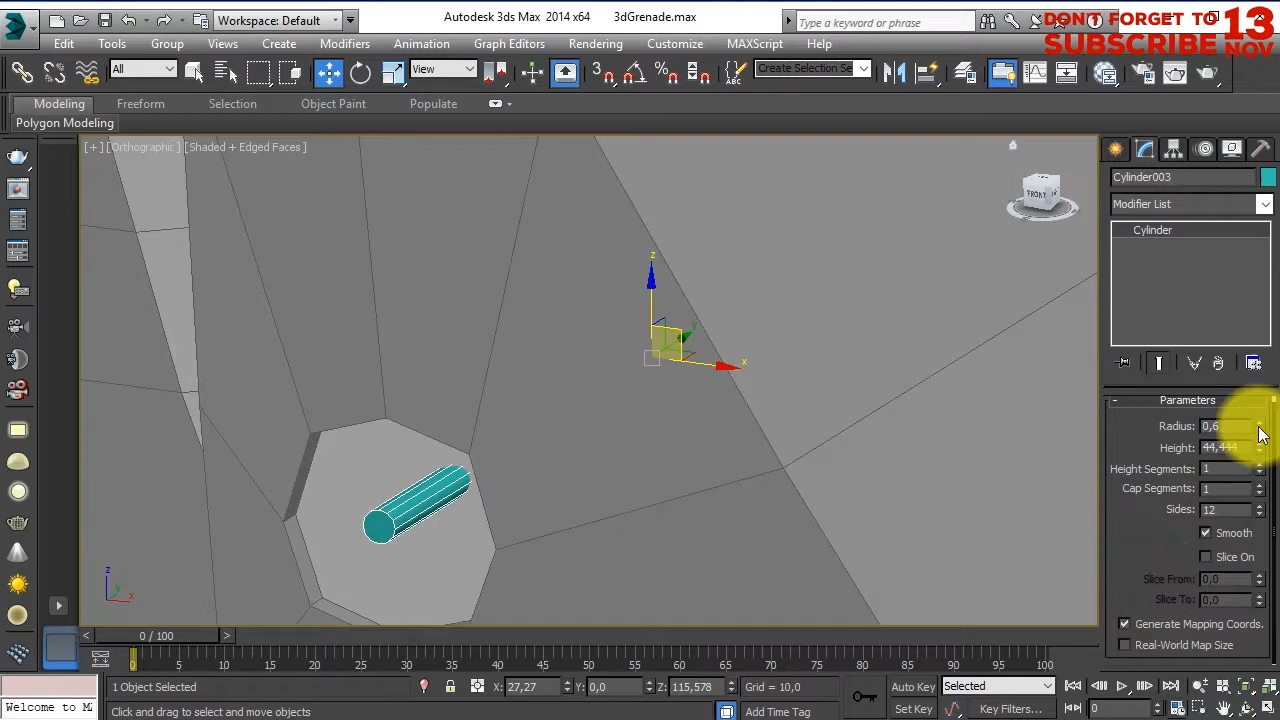 Workspace: Default
Autodesk 3ds Max 2014 x64
3dGrenade.max
Type a keyword or phrase
DON'T FORGET TO
SUBSCRIBE
13
NOV
Edit
Tools
Group
Views
Create
Modifiers
Animation
Graph Editors
Rendering
Customize
MAXScript
Help
All
View
3
ABC
Create Selection Se
Modeling
Freeform
Selection
Object Paint
Populate
Polygon Modeling
[+] [Orthographic] [Shaded + Edged Faces ]
FRONT
Cylinder003
Modifier List
Cylinder
z
y
x
Parameters
Radius: 0,6
Height: 44,444
Height Segments: 1
Cap Segments: 1
Sides: 12
Smooth
Slice On
Slice From: 0,0
Slice To: 0,0
Generate Mapping Coords.
Real-World Map Size
z
x
< 0 / 100 >
0 5 10 15 20 25 30 35 40 45 50 55 60 65 70 75 80 85 90 95 100
1 Object Selected
X: 27,27
Y: 0,0
Z: 115,578
Grid = 10,0
Auto Key
Selected
Welcome to M
Click and drag to select and move objects
Add Time Tag
Set Key
Key Filters...
0